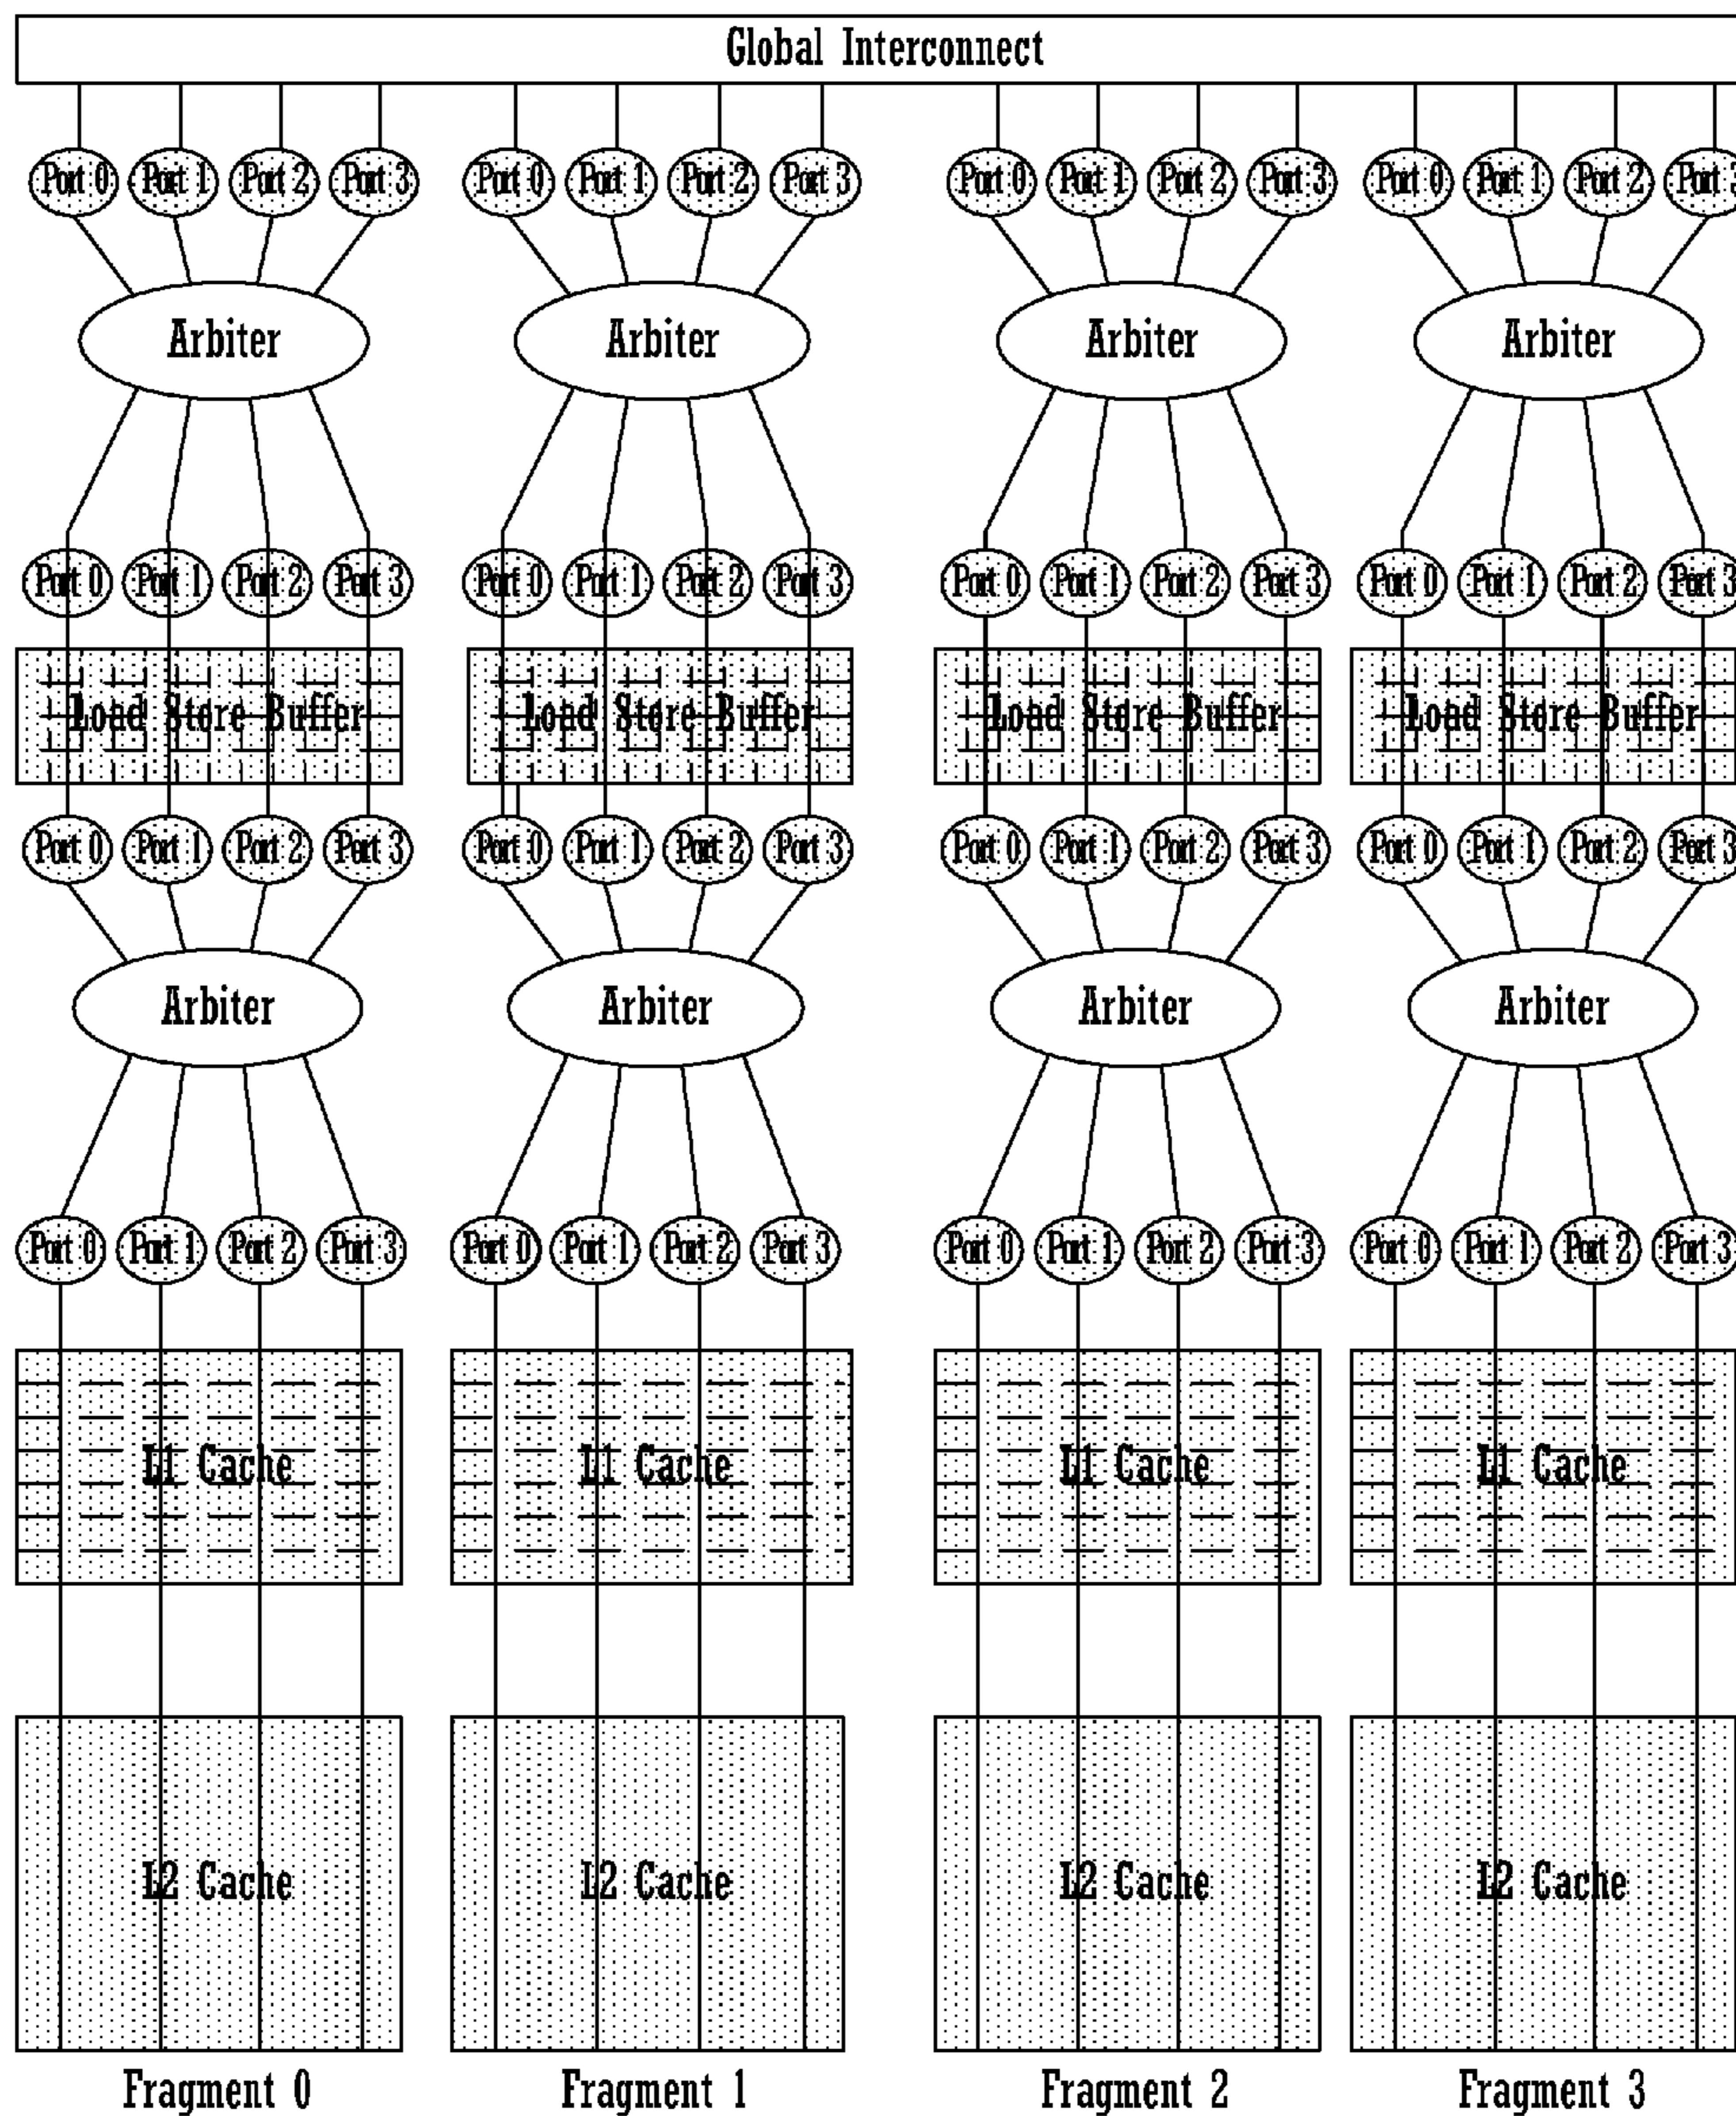 Global Interconnect
Port 0 Port 1 Port 2 Port 3 Port 0 Port 1 Port 2 Port 3 Port 0 Port 1 Port 2 Port 3 Port 0 Port 1 Port 2 Port 3
Arbiter Arbiter Arbiter Arbiter
Port 0 Port 1 Port 2 Port 3 Port 0 Port 1 Port 2 Port 3 Port 0 Port 1 Port 2 Port 3 Port 0 Port 1 Port 2 Port 3
Load Store Buffer Load Store Buffer Load Store Buffer Load Store Buffer
Port 0 Port 1 Port 2 Port 3 Port 0 Port 1 Port 2 Port 3 Port 0 Port 1 Port 2 Port 3 Port 0 Port 1 Port 2 Port 3
Arbiter Arbiter Arbiter Arbiter
Port 0 Port 1 Port 2 Port 3 Port 0 Port 1 Port 2 Port 3 Port 0 Port 1 Port 2 Port 3 Port 0 Port 1 Port 2 Port 3
L1 Cache L1 Cache L1 Cache L1 Cache
L2 Cache L2 Cache L2 Cache L2 Cache
Fragment 0 Fragment 1 Fragment 2 Fragment 3